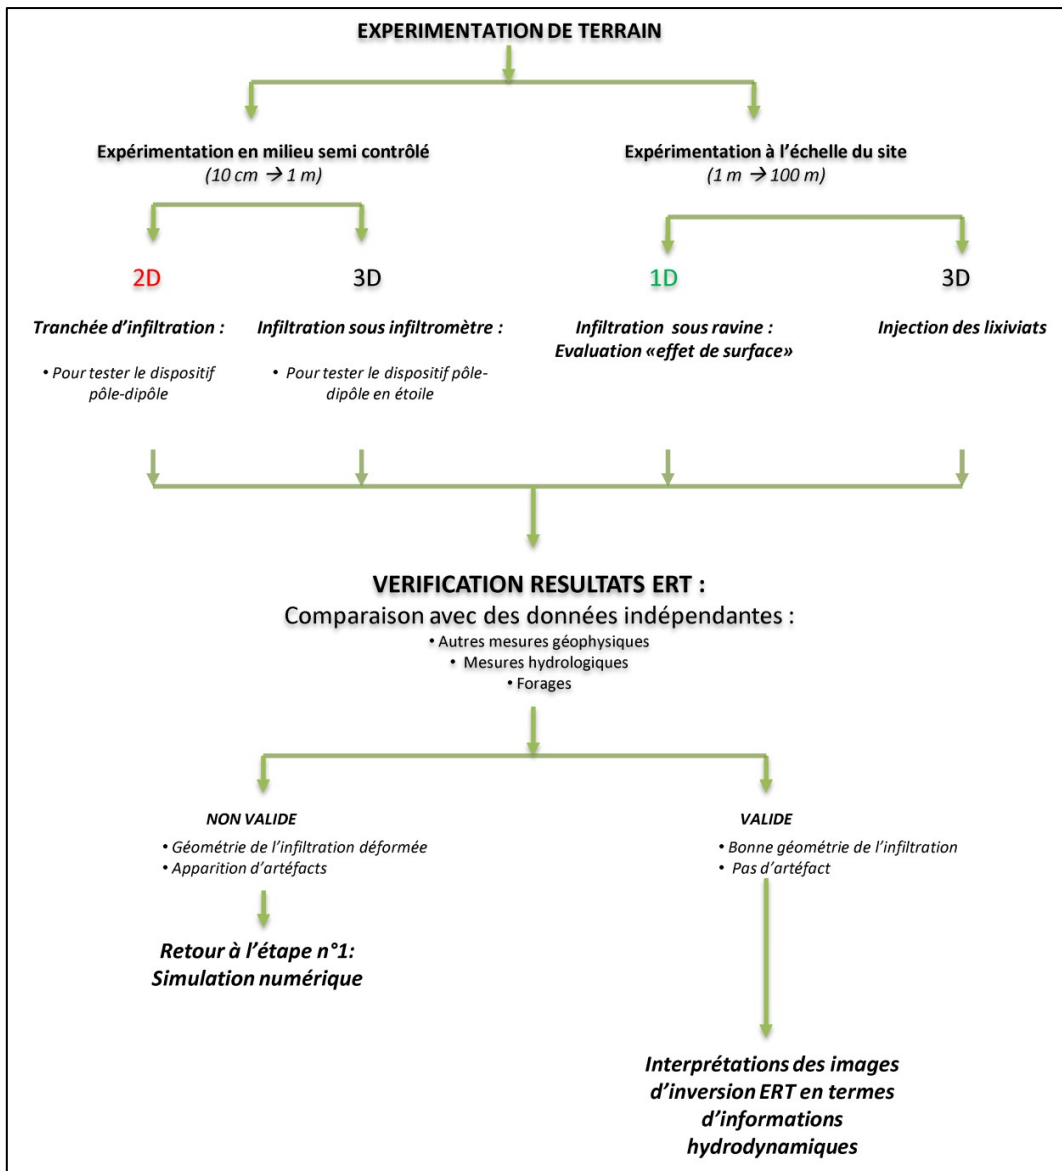 EXPERIMENTATION DE TERRAIN
Expérimentation en milieu semi contrôlé
(10 cm → 1 m)
Expérimentation à l’échelle du site
(1 m → 100 m)
2D
3D
1D
3D
Tranchée d’infiltration :
• Pour tester le dispositif
pôle-dipôle
Infiltration sous infiltromètre :
• Pour tester le dispositif pôle-
dipôle en étoile
Infiltration sous ravine :
Evaluation «effet de surface»
Injection des lixiviats
VERIFICATION RESULTATS ERT :
Comparaison avec des données indépendantes :
• Autres mesures géophysiques
• Mesures hydrologiques
• Forages
NON VALIDE
• Géométrie de l’infiltration déformée
• Apparition d’artéfacts
VALIDE
• Bonne géométrie de l’infiltration
• Pas d’artéfact
Retour à l’étape n°1:
Simulation numérique
Interprétations des images
d’inversion ERT en termes
d’informations
hydrodynamiques